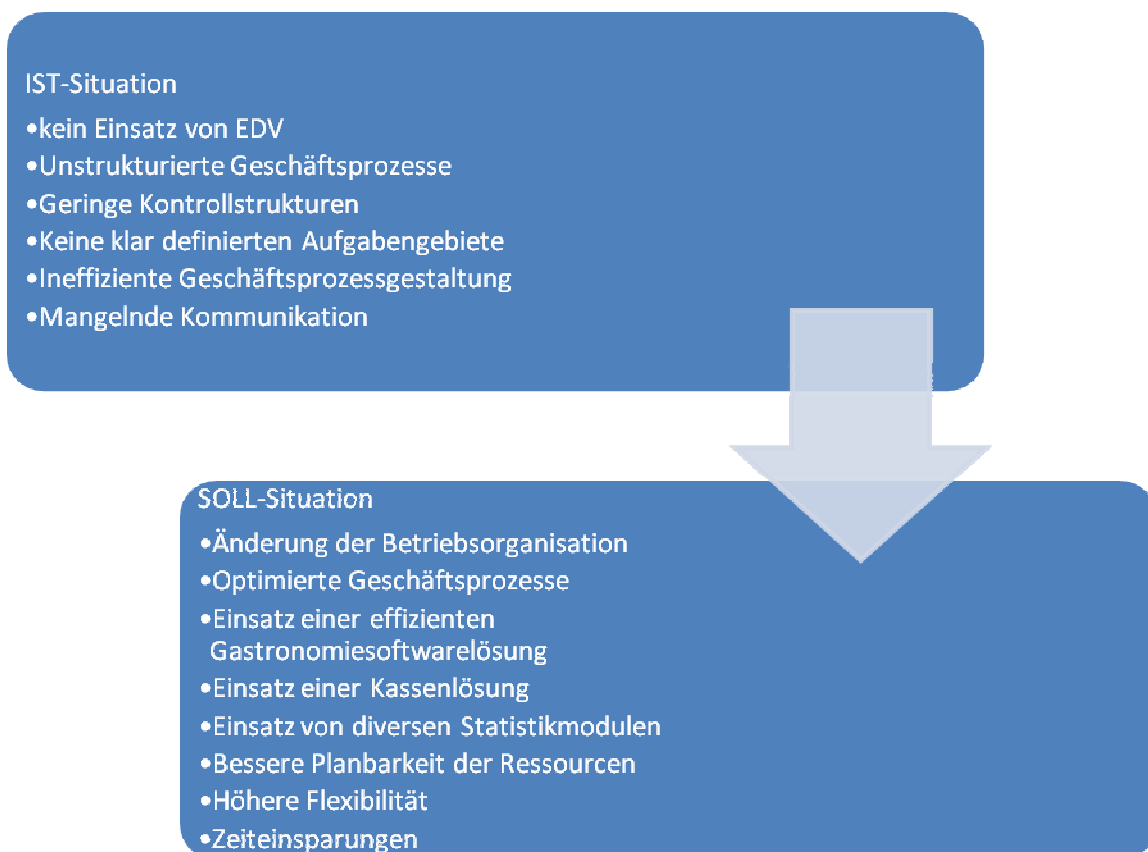 IST-Situation
•kein Einsatz von EDV
•Unstrukturierte Geschäftsprozesse
•Geringe Kontrollstrukturen
•Keine klar definierten Aufgabengebiete
•Ineffiziente Geschäftsprozessgestaltung
•Mangelnde Kommunikation
SOLL-Situation
•Änderung der Betriebsorganisation
•Optimierte Geschäftsprozesse
•Einsatz einer effizienten
Gastronomiesoftwarelösung
•Einsatz einer Kassenlösung
•Einsatz von diversen Statistikmodulen
•Bessere Planbarkeit der Ressourcen
•Höhere Flexibilität
•Zeiteinsparungen